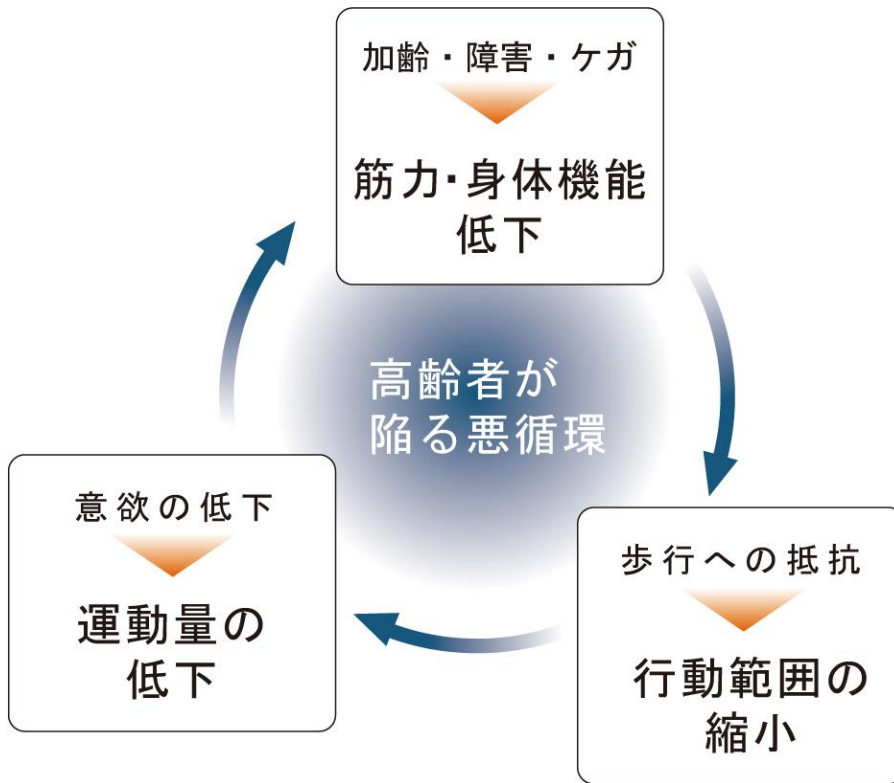 加齢・障害・ケガ
筋力・身体機能
低下
高齢者が
陥る悪循環
歩行への抵抗
行動範囲の
縮小
意欲の低下
運動量の
低下